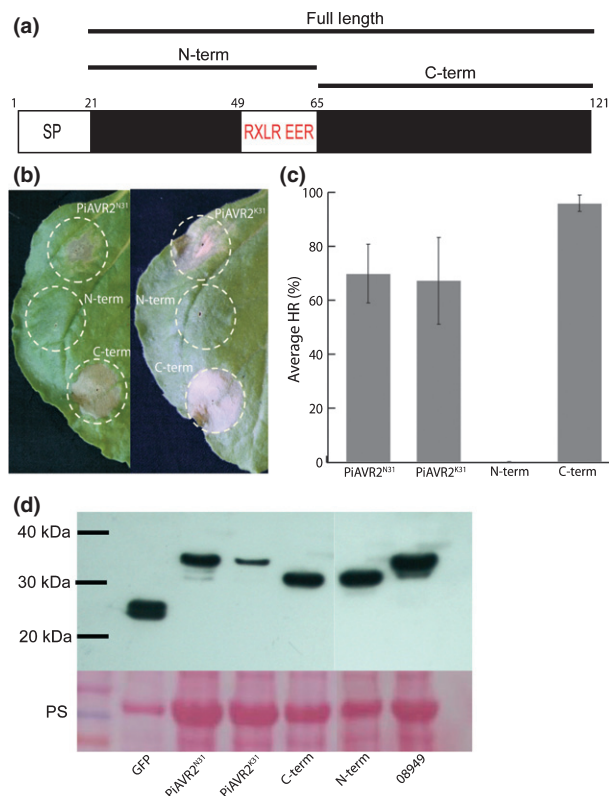 (a)
Full length
N-term
C-term
1 21 49 65 121
SP RXLR EER
(b)
PiAVR2N31
N-term
C-term
PiAVR2K31
N-term
C-term
(c)
Average HR (%)
100
80
60
40
20
0
PiAVR2N31 PiAVR2K31 N-term C-term
(d)
40 kDa
30 kDa
20 kDa
PS
GFP PiAVR2N31 PiAVR2K31 C-term N-term 08949